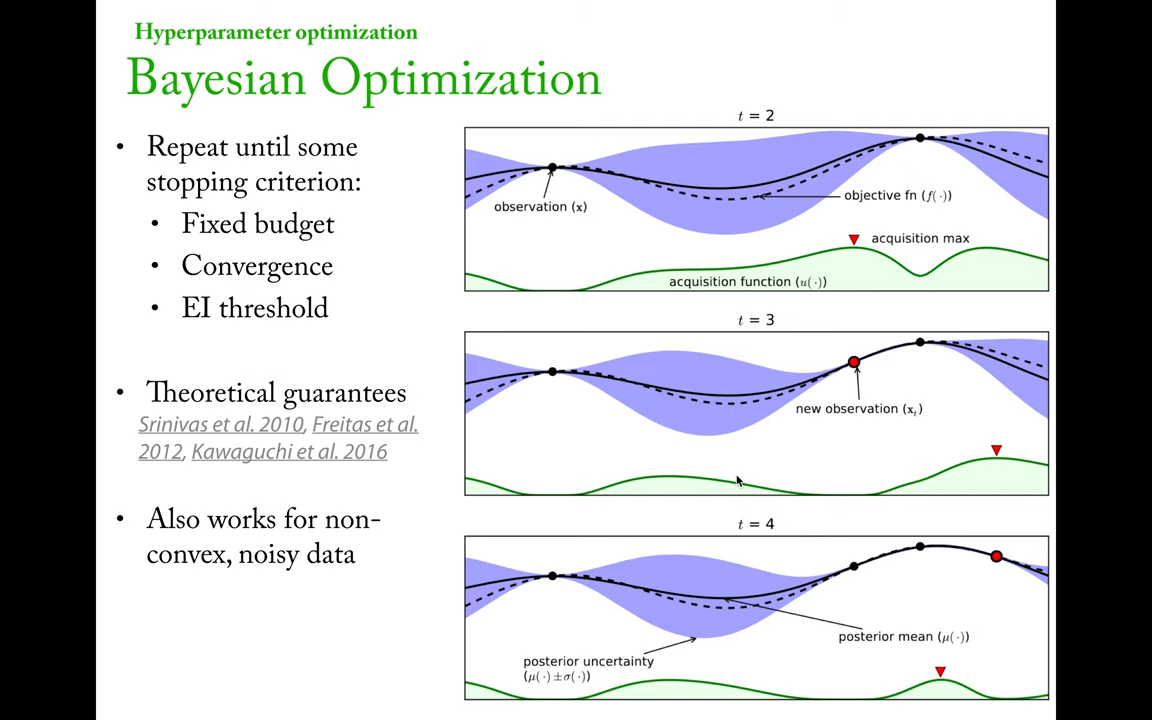 Hyperparameter optimization
Bayesian Optimization
• Repeat until some
stopping criterion:
• Fixed budget
• Convergence
• EI threshold
• Theoretical guarantees
Srinivas et al. 2010, Freitas et al.
2012, Kawaguchi et al. 2016
• Also works for non-
convex, noisy data
t = 2
observation (x)
objective fn (f(·))
acquisition max
acquisition function (u(·))
t = 3
new observation (xₜ)
t = 4
posterior mean (μ(·))
posterior uncertainty
(μ(·)±σ(·))